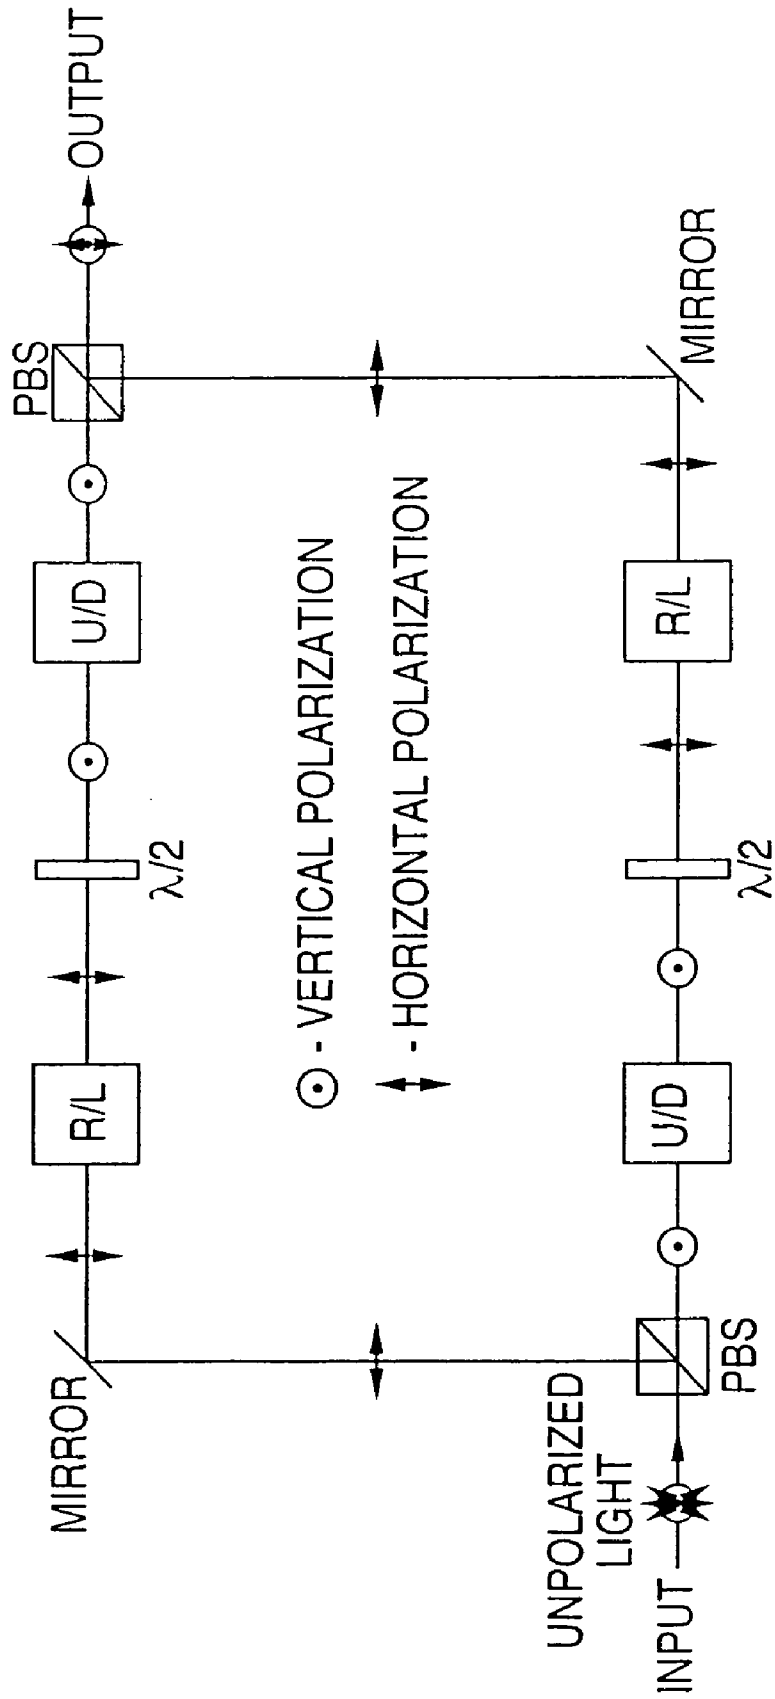 MIRROR
R/L
λ/2
U/D
PBS
OUTPUT
- VERTICAL POLARIZATION
- HORIZONTAL POLARIZATION
UNPOLARIZED
LIGHT
INPUT
PBS
U/D
λ/2
R/L
MIRROR